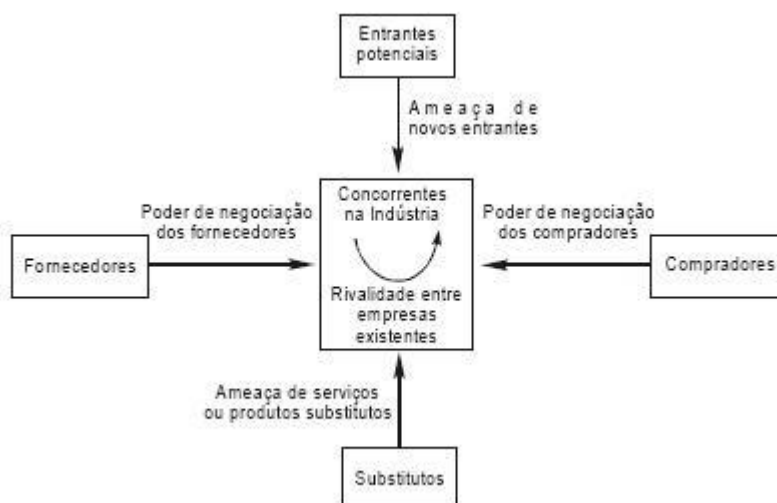 Entrantes
potenciais
Ameaça de
novos entrantes
Concorrentes
na Indústria
Poder de negociação
dos fornecedores
Poder de negociação
dos compradores
Fornecedores
Compradores
Rivalidade entre
empresas
existentes
Ameaça de serviços
ou produtos substitutos
Substitutos